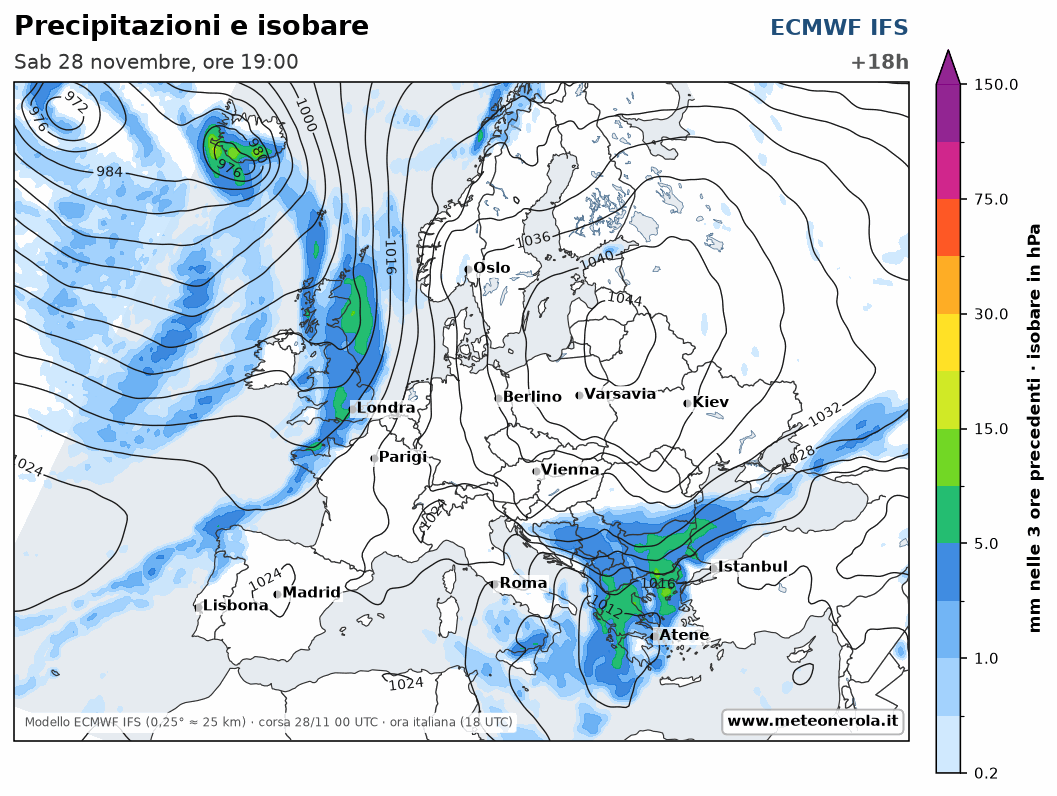 Precipitazioni e isobare
ECMWF IFS
Sab 28 novembre, ore 19:00
+18h
972
976
1000
980
976
984
1016
1036
1040
1044
Oslo
Berlino
Varsavia
Kiev
Londra
1032
Parigi
Vienna
1028
1024
1024
Istanbul
1016
Roma
1024
Madrid
Lisbona
1012
Atene
1024
Modello ECMWF IFS (0,25° ≈ 25 km) · corsa 28/11 00 UTC · ora italiana (18 UTC)
www.meteonerola.it
150.0
75.0
30.0
15.0
5.0
1.0
0.2
mm nelle 3 ore precedenti · isobare in hPa